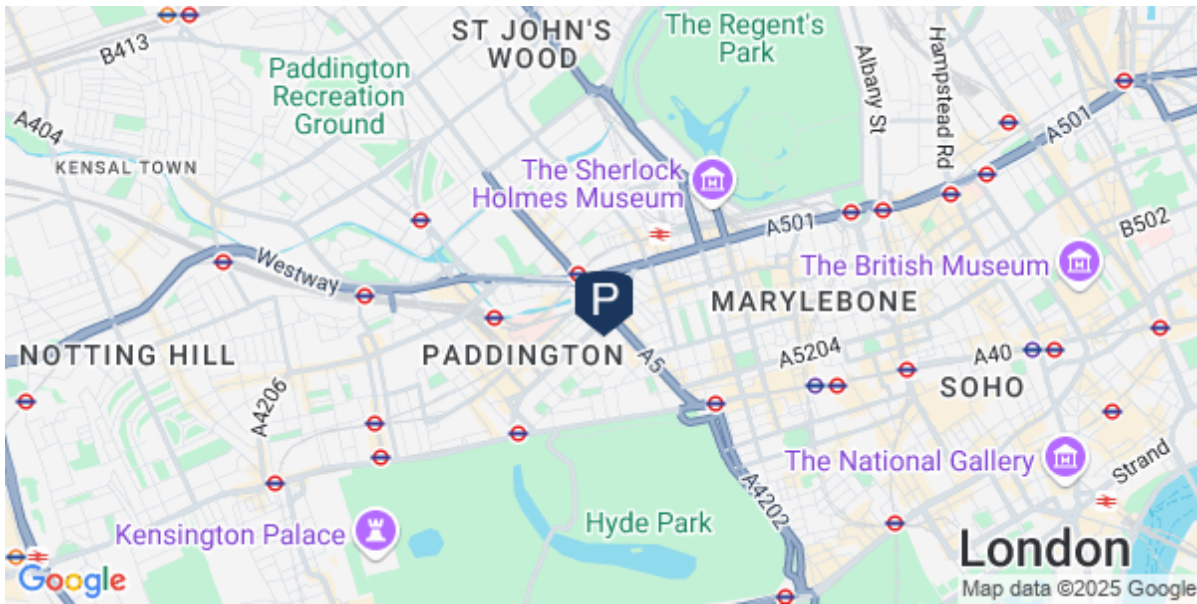 B413
ST JOHN'S
WOOD
The Regent's
Park
Albany St
Hampstead Rd
Paddington
Recreation
Ground
A404
KENSAL TOWN
A501
The Sherlock
Holmes Museum
A501
B502
Westway
The British Museum
P
MARYLEBONE
NOTTING HILL
PADDINGTON
A5
A5204
A40
SOHO
A4206
The National Gallery
Strand
A4202
Kensington Palace
Hyde Park
London
Google
Map data ©2025 Google